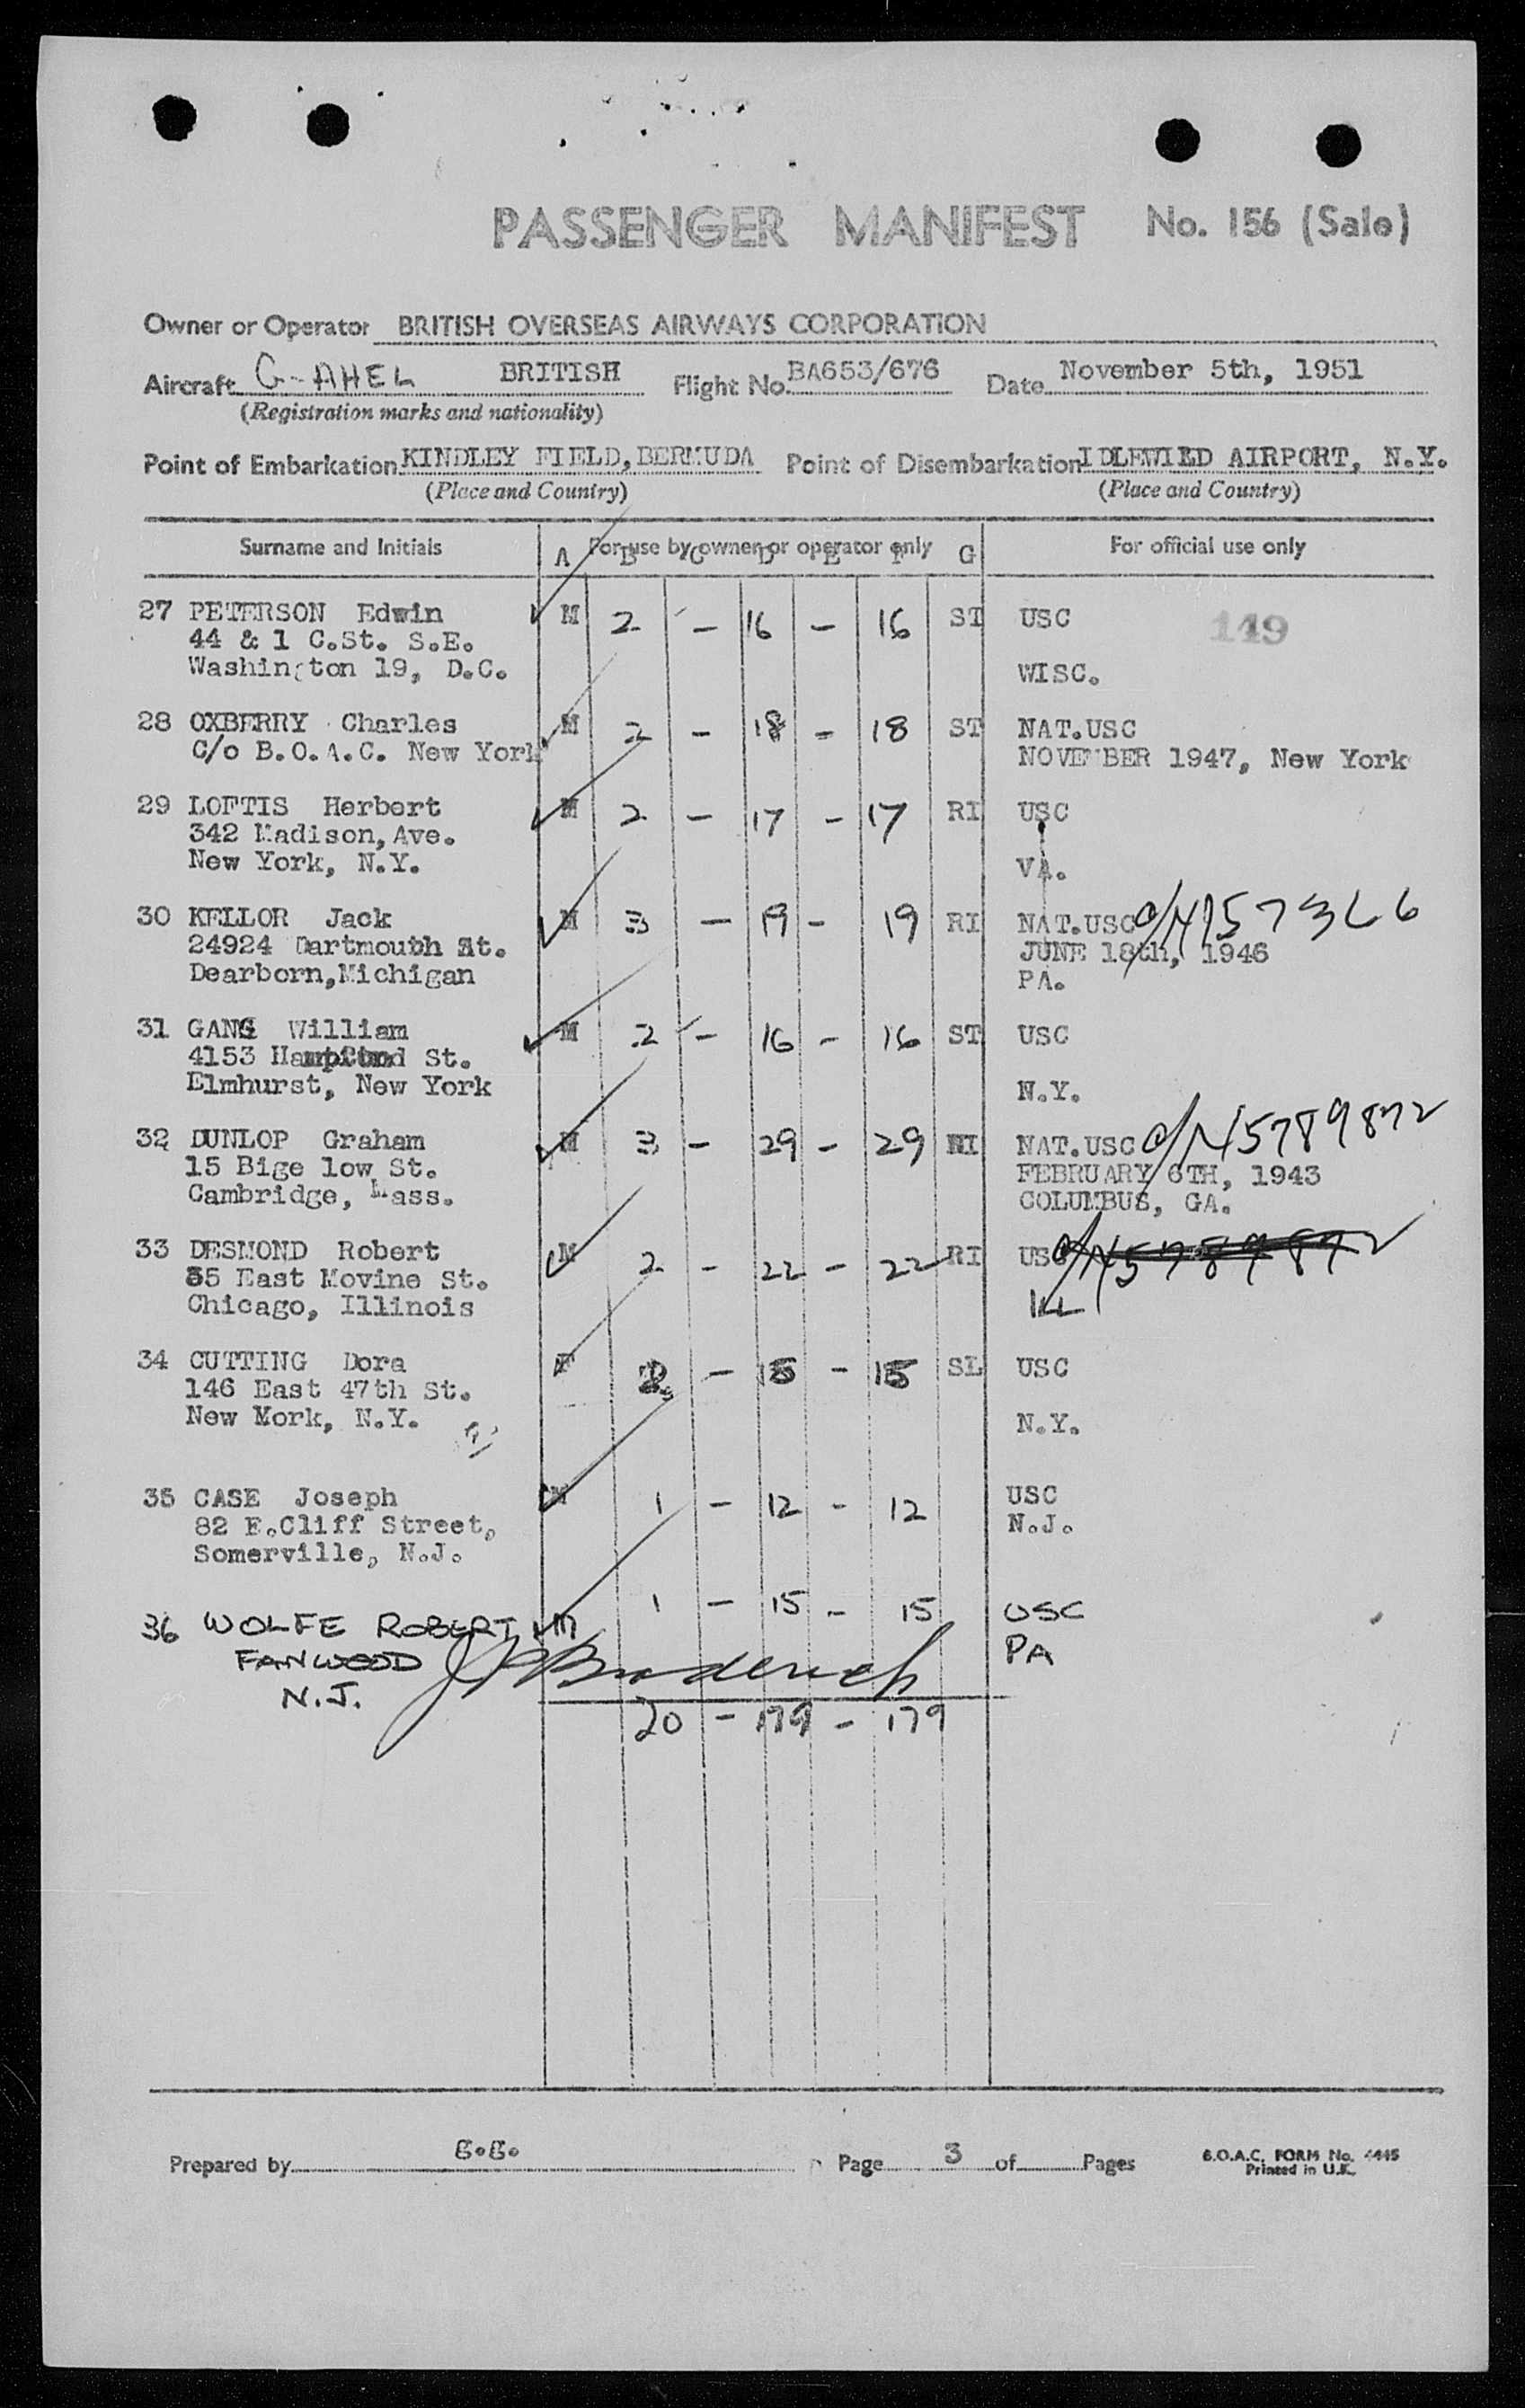 PASSENGER MANIFEST No. 156 (Sale)
Owner or Operator BRITISH OVERSEAS AIRWAYS CORPORATION
Aircraft G-AHEL BRITISH Flight No. BA653/676 Date November 5th, 1951
(Registration marks and nationality)
Point of Embarkation KINDLEY FIELD, BERMUDA Point of Disembarkation IDLEWILD AIRPORT, N.Y.
(Place and Country) (Place and Country)
Surname and Initials A B C D E F G For use by owner or operator only For official use only
27 PETERSON Edwin M 2 - 16 - 16 ST USC 149
44 & 1 C.St. S.E.
Washington 19, D.C. WISC.
28 OXBERRY Charles M 2 - 18 - 18 ST NAT.USC
C/o B.O.A.C. New York NOVEMBER 1947, New York
29 LOFTIS Herbert M 2 - 17 - 17 RI USC
342 Madison, Ave.
New York, N.Y. VA.
30 KELLOR Jack M 3 - 19 - 19 RI NAT.USC
24924 Dartmouth St. JUNE 18th, 1946
Dearborn, Michigan PA.
31 GANG William M 2 - 16 - 16 ST USC
4153 St.
Elmhurst, New York N.Y.
32 DUNLOP Graham M 3 - 29 - 29 NAT.USC C/N 5789872
15 Bige low St. FEBRUARY 6TH, 1943
Cambridge, Mass. COLUMBUS, GA.
33 DESMOND Robert M 2 - 22 - 22 RI USC C/N 5789872
35 East Movine St.
Chicago, Illinois ILL
34 CUTTING Dora F - 15 - 15 SL USC
146 East 47th St.
New Mork, N.Y. N.Y.
35 CASE Joseph M 1 - 12 - 12 USC
82 E.Cliff Street, N.J.
Somerville, N.J.
36 WOLFE ROBERT M 1 - 15 - 15 USC
FANWOOD PA
N.J.
20 - 179 - 179
Prepared by g.g. Page 3 of Pages B.O.A.C. FORM No. 4445
Printed in U.K.